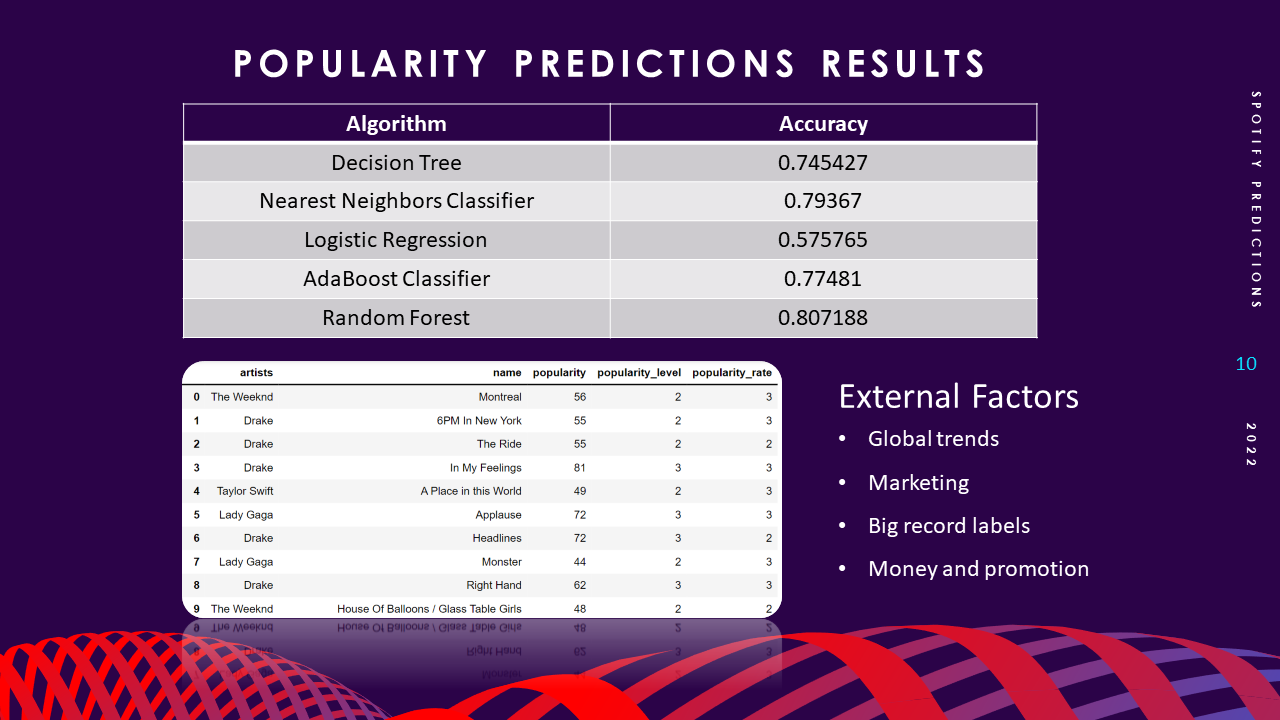 POPULARITY PREDICTIONS RESULTS
Algorithm Accuracy
Decision Tree 0.745427
Nearest Neighbors Classifier 0.79367
Logistic Regression 0.575765
AdaBoost Classifier 0.77481
Random Forest 0.807188
artists name popularity popularity_level popularity_rate
0 The Weeknd Montreal 56 2 3
1 Drake 6PM In New York 55 2 3
2 Drake The Ride 55 2 2
3 Drake In My Feelings 81 3 3
4 Taylor Swift A Place in this World 49 2 3
5 Lady Gaga Applause 72 3 3
6 Drake Headlines 72 3 2
7 Lady Gaga Monster 44 2 3
8 Drake Right Hand 62 3 3
9 The Weeknd House Of Balloons / Glass Table Girls 48 2 2
External Factors
• Global trends
• Marketing
• Big record labels
• Money and promotion
SPOTIFY PREDICTIONS
10
2022